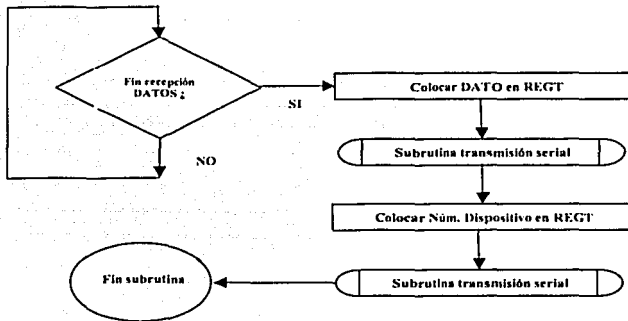 Fin recepción
DATOS ¿
SI
NO
Colocar DATO en REGT
Subrutina transmisión serial
Colocar Núm. Dispositivo en REGT
Subrutina transmisión serial
Fin subrutina